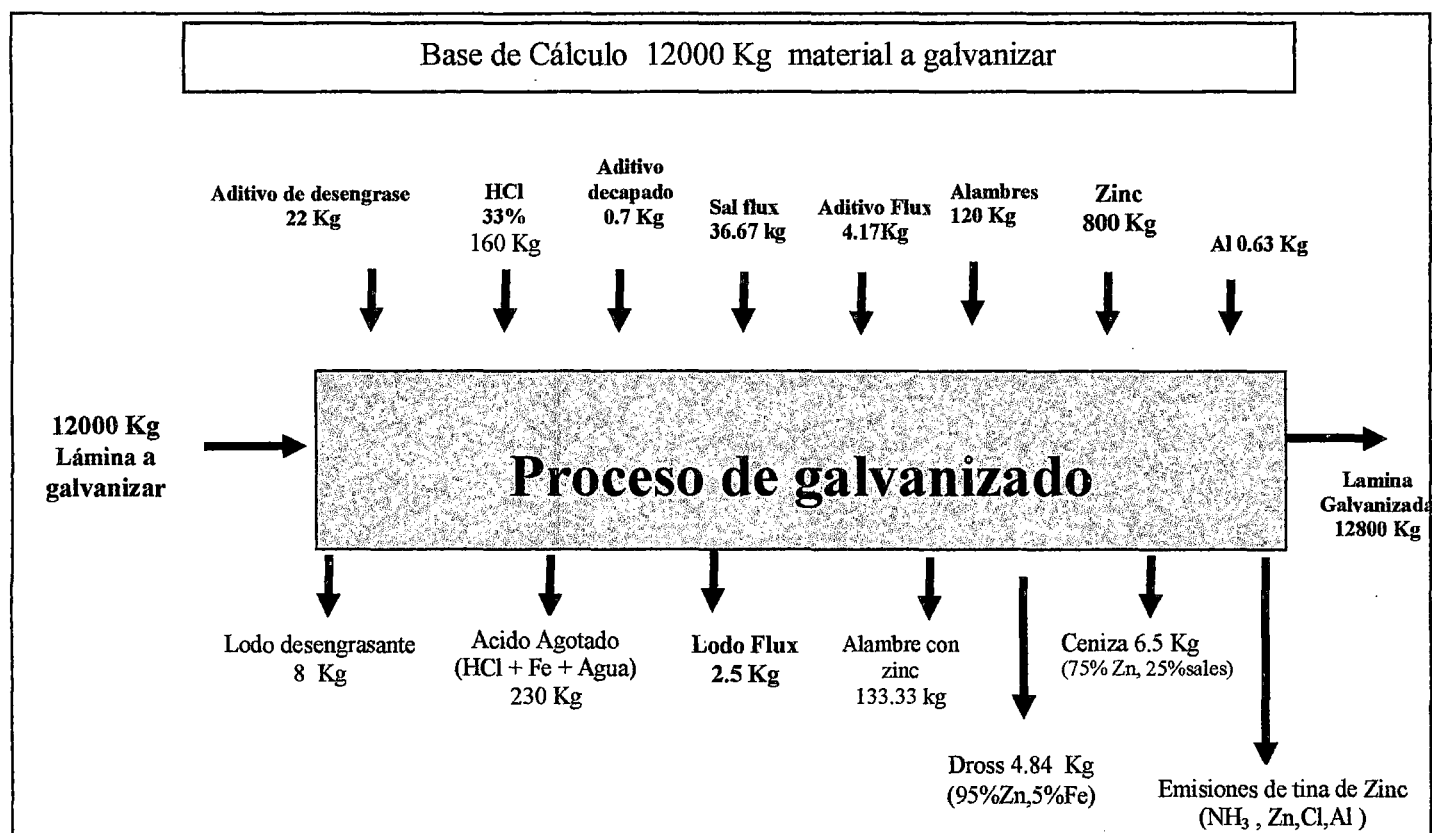 Base de Cálculo 12000 Kg material a galvanizar
Aditivo de desengrase
22 Kg
HCl
33%
160 Kg
Aditivo
decapado
0.7 Kg
Sal flux
36.67 kg
Aditivo Flux
4.17Kg
Alambres
120 Kg
Zinc
800 Kg
Al 0.63 Kg
12000 Kg
Lámina a
galvanizar
Proceso de galvanizado
Lamina
Galvanizada
12800 Kg
Lodo desengrasante
8 Kg
Acido Agotado
(HCl + Fe + Agua)
230 Kg
Lodo Flux
2.5 Kg
Alambre con
zinc
133.33 kg
Ceniza 6.5 Kg
(75% Zn, 25%sales)
Dross 4.84 Kg
(95%Zn,5%Fe)
Emisiones de tina de Zinc
(NH₃ , Zn,Cl,Al )